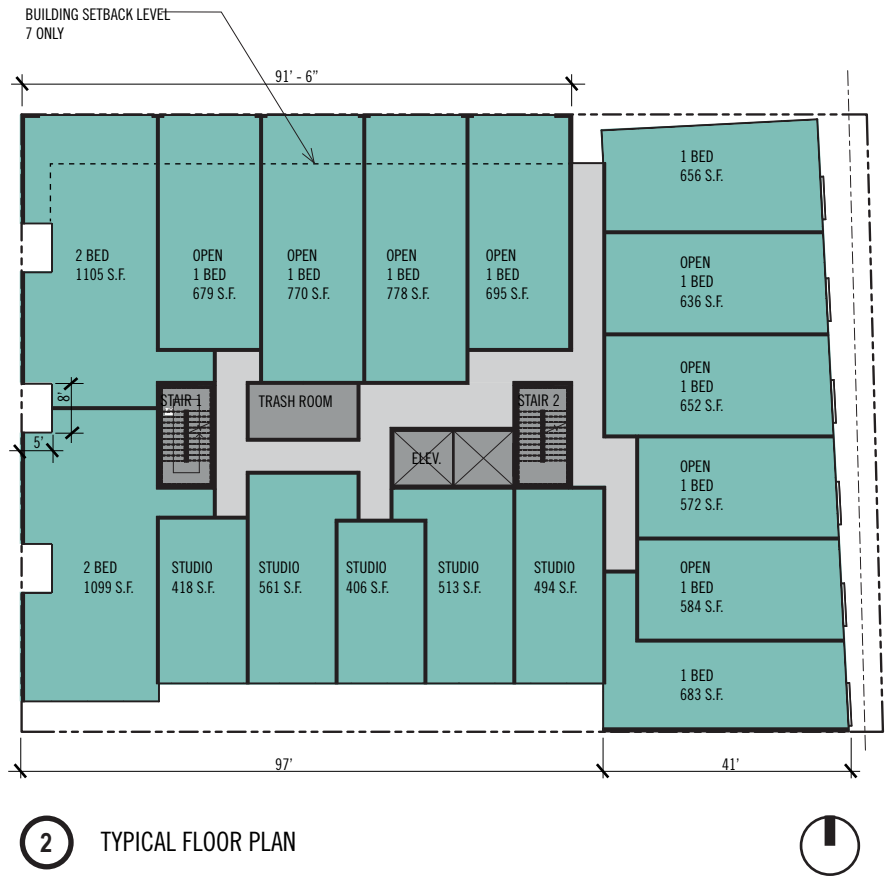 BUILDING SETBACK LEVEL
7 ONLY
91' - 6”
1 BED
656 S.F.
2 BED
1105 S.F.
OPEN
1 BED
679 S.F.
OPEN
1 BED
770 S.F.
OPEN
1 BED
778 S.F.
OPEN
1 BED
695 S.F.
OPEN
1 BED
636 S.F.
OPEN
1 BED
652 S.F.
8'
5'
STAIR 1
TRASH ROOM
STAIR 2
ELEV.
OPEN
1 BED
572 S.F.
2 BED
1099 S.F.
STUDIO
418 S.F.
STUDIO
561 S.F.
STUDIO
406 S.F.
STUDIO
513 S.F.
STUDIO
494 S.F.
OPEN
1 BED
584 S.F.
1 BED
683 S.F.
97'
41'
2 TYPICAL FLOOR PLAN